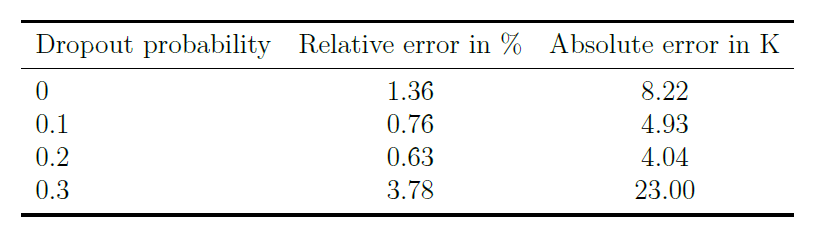 Dropout probability Relative error in % Absolute error in K
0 1.36 8.22
0.1 0.76 4.93
0.2 0.63 4.04
0.3 3.78 23.00